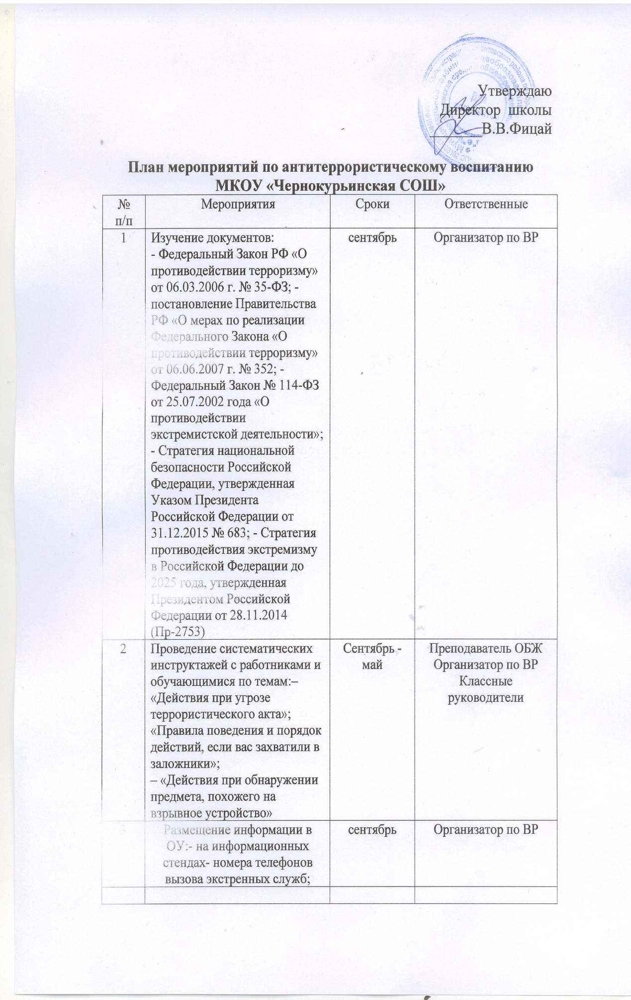 Утверждаю
Директор школы
В.В.Фицай
План мероприятий по антитеррористическому воспитанию
МКОУ «Чернокурьинская СОШ»
№ п/п Мероприятия Сроки Ответственные
1 Изучение документов: сентябрь Организатор по ВР
- Федеральный Закон РФ «О
противодействии терроризму»
от 06.03.2006 г. № 35-ФЗ; -
постановление Правительства
РФ «О мерах по реализации
Федерального Закона «О
противодействии терроризму»
от 06.06.2007 г. № 352; -
Федеральный Закон № 114-ФЗ
от 25.07.2002 года «О
противодействии
экстремистской деятельности»;
- Стратегия национальной
безопасности Российской
Федерации, утвержденная
Указом Президента
Российской Федерации от
31.12.2015 № 683; - Стратегия
противодействия экстремизму
в Российской Федерации до
2025 года, утвержденная
Президентом Российской
Федерации от 28.11.2014
(Пр-2753)
2 Проведение систематических Сентябрь - Преподаватель ОБЖ
инструктажей с работниками и май Организатор по ВР
обучающимися по темам:– Классные
«Действия при угрозе руководители
террористического акта»;
«Правила поведения и порядок
действий, если вас захватили в
заложники»;
– «Действия при обнаружении
предмета, похожего на
взрывное устройство»
3 Размещение информации в сентябрь Организатор по ВР
ОУ:- на информационных
стендах- номера телефонов
вызова экстренных служб;